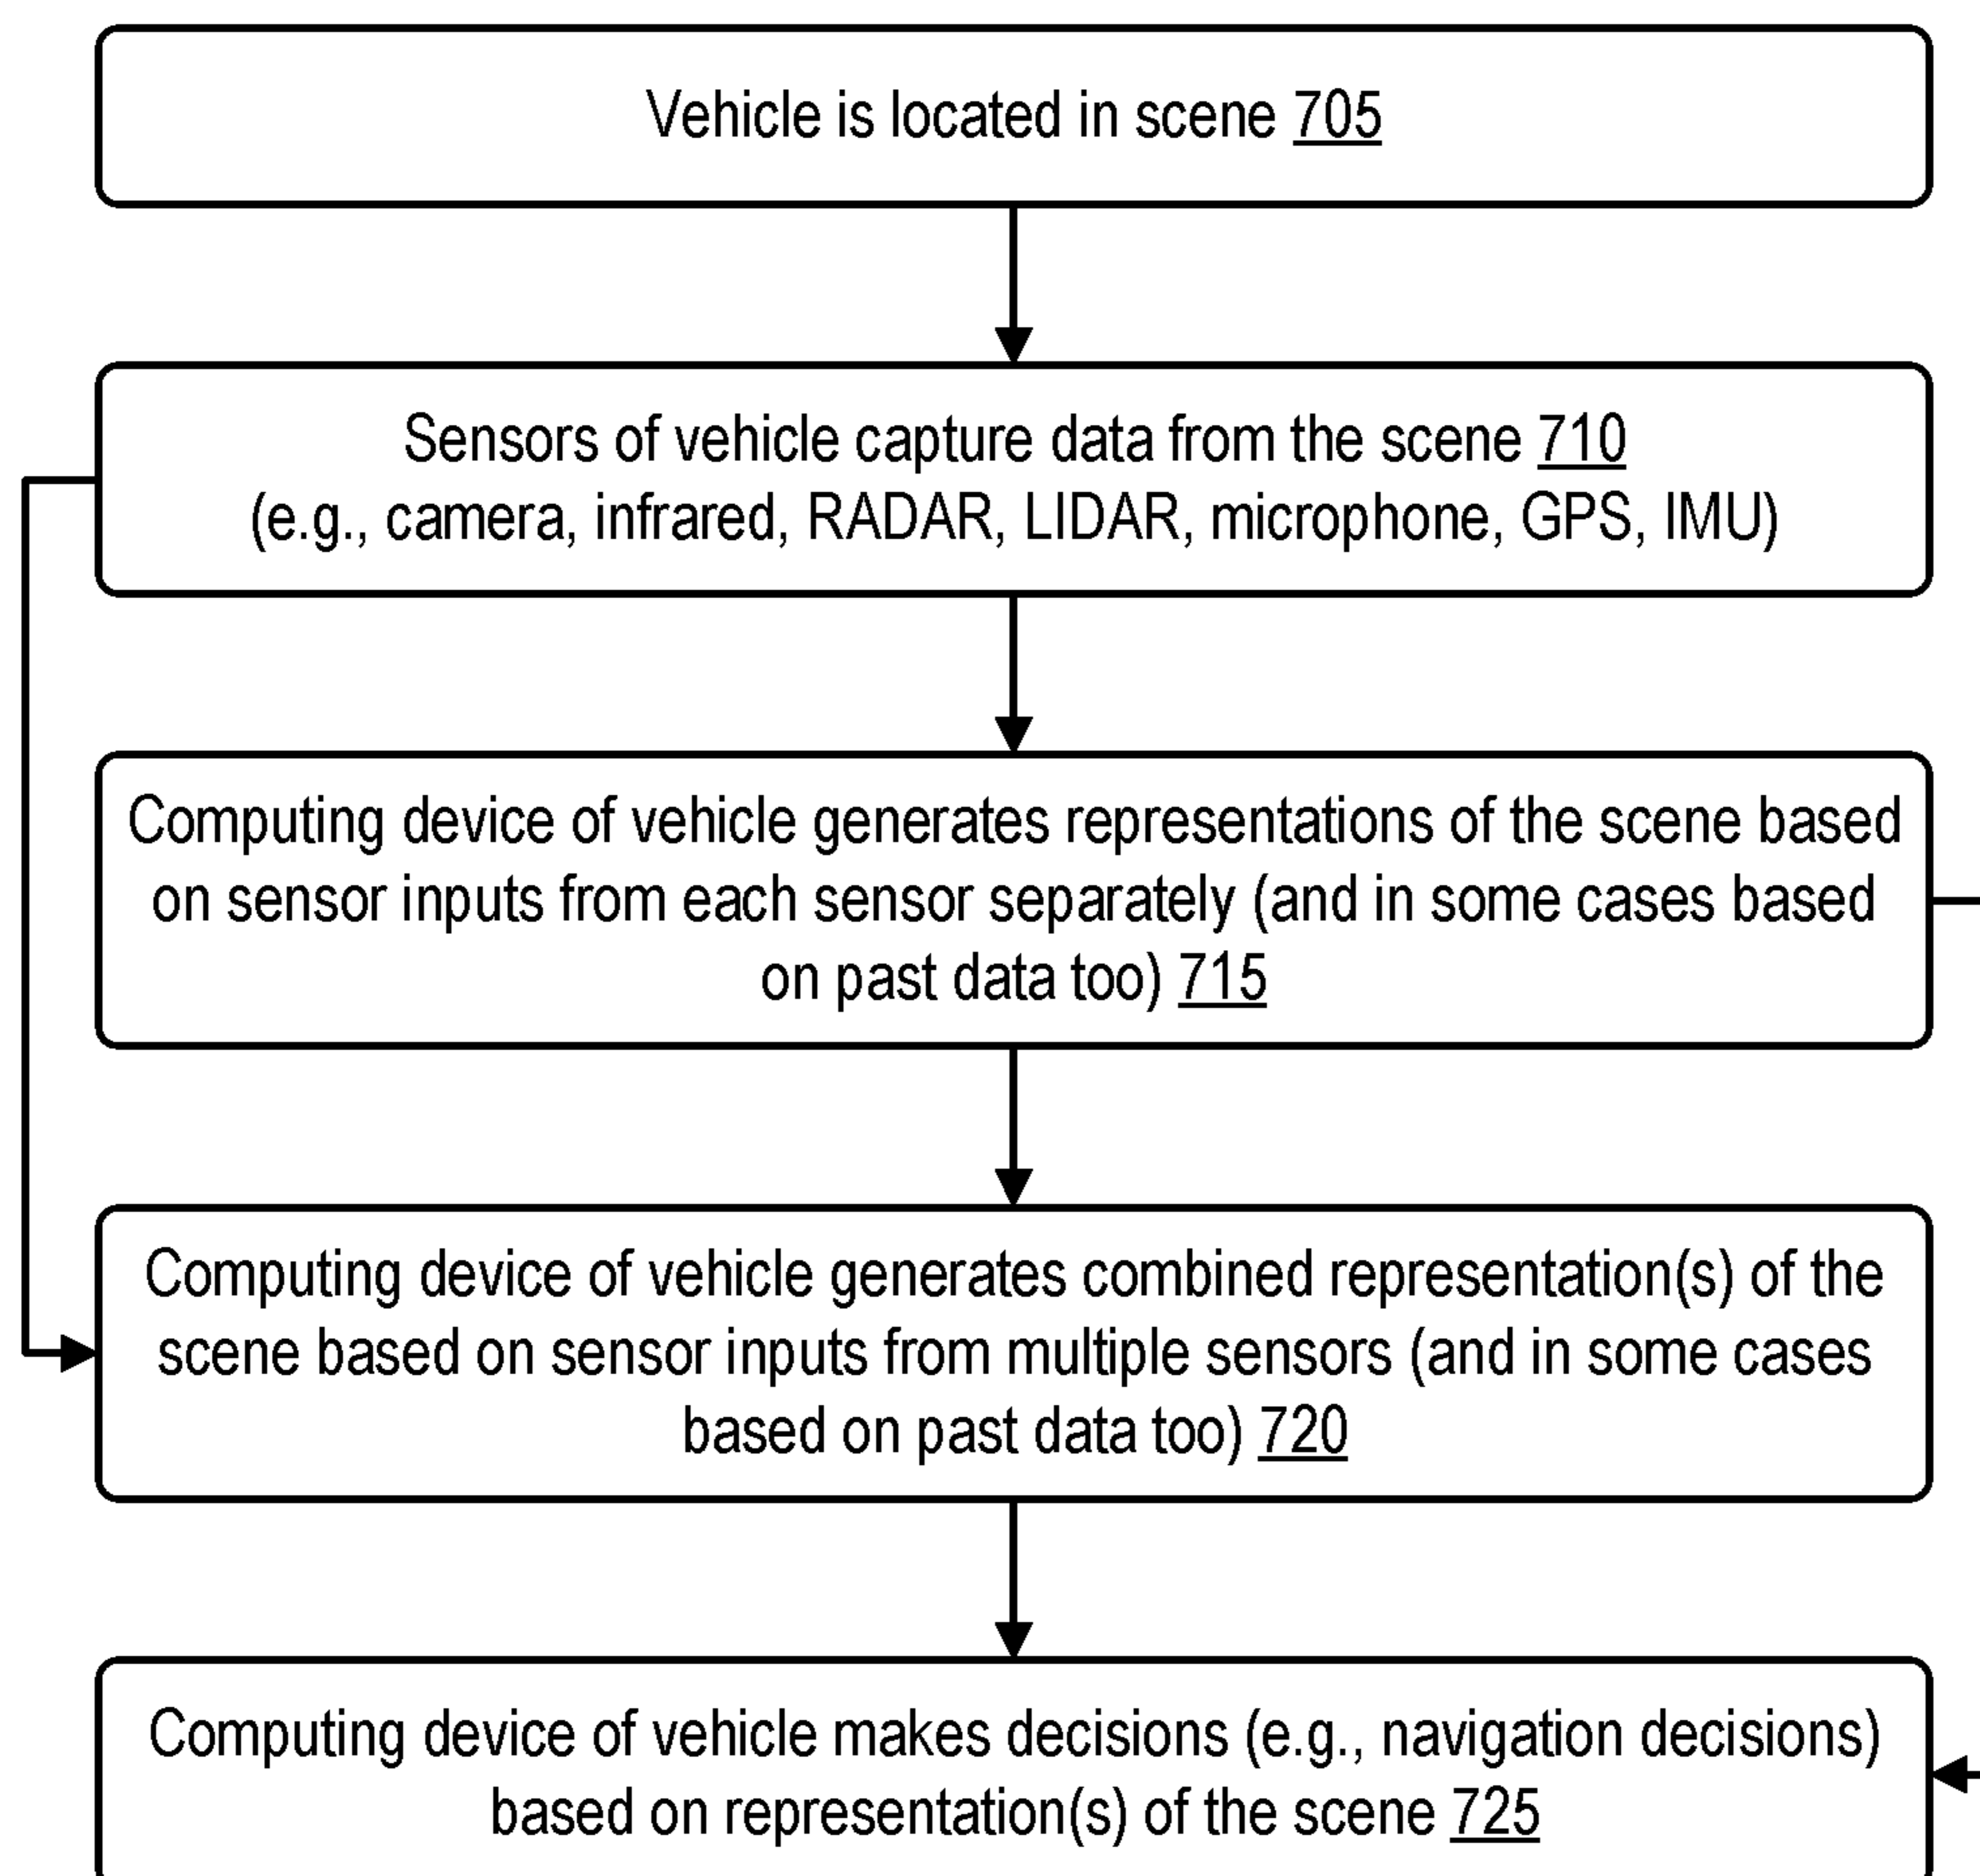 Vehicle is located in scene 705
Sensors of vehicle capture data from the scene 710
(e.g., camera, infrared, RADAR, LIDAR, microphone, GPS, IMU)
Computing device of vehicle generates representations of the scene based
on sensor inputs from each sensor separately (and in some cases based
on past data too) 715
Computing device of vehicle generates combined representation(s) of the
scene based on sensor inputs from multiple sensors (and in some cases
based on past data too) 720
Computing device of vehicle makes decisions (e.g., navigation decisions)
based on representation(s) of the scene 725